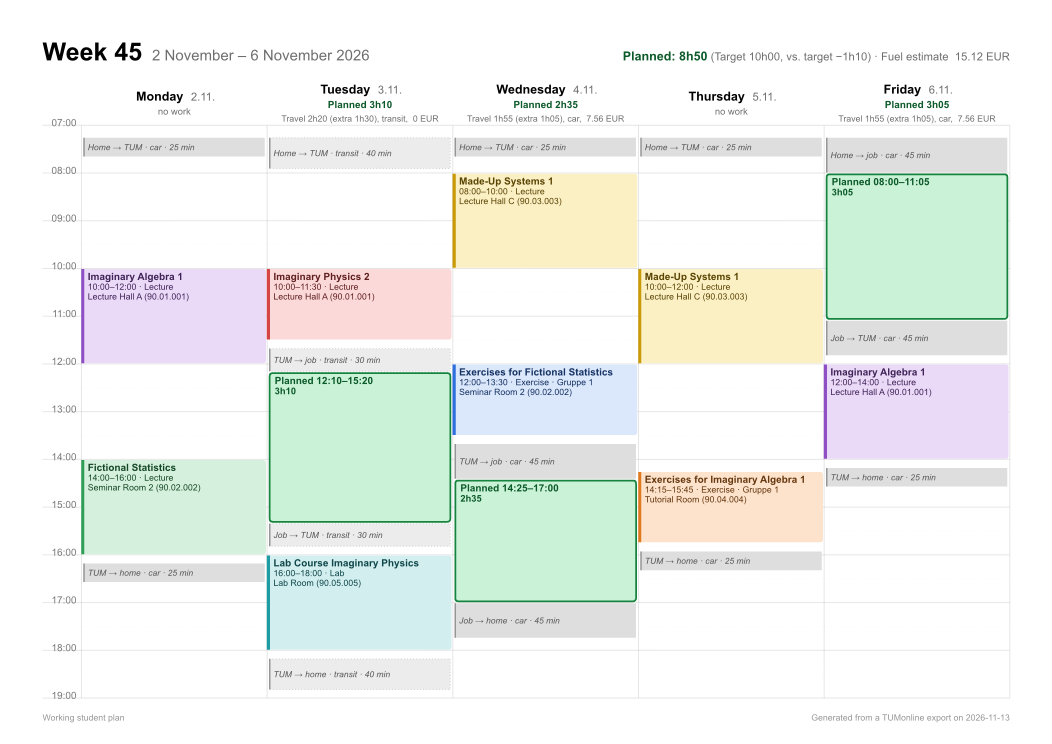 Week 45 2 November – 6 November 2026
Planned: 8h50 (Target 10h00, vs. target −1h10) · Fuel estimate 15.12 EUR
Monday 2.11.
no work
Tuesday 3.11.
Planned 3h10
Travel 2h20 (extra 1h30), transit, 0 EUR
Wednesday 4.11.
Planned 2h35
Travel 1h55 (extra 1h05), car, 7.56 EUR
Thursday 5.11.
no work
Friday 6.11.
Planned 3h05
Travel 1h55 (extra 1h05), car, 7.56 EUR
07:00
08:00
09:00
10:00
11:00
12:00
13:00
14:00
15:00
16:00
17:00
18:00
19:00
Home → TUM · car · 25 min
Imaginary Algebra 1
10:00–12:00 · Lecture
Lecture Hall A (90.01.001)
Fictional Statistics
14:00–16:00 · Lecture
Seminar Room 2 (90.02.002)
TUM → home · car · 25 min
Home → TUM · transit · 40 min
Imaginary Physics 2
10:00–11:30 · Lecture
Lecture Hall A (90.01.001)
TUM → job · transit · 30 min
Planned 12:10–15:20
3h10
Job → TUM · transit · 30 min
Lab Course Imaginary Physics
16:00–18:00 · Lab
Lab Room (90.05.005)
TUM → home · transit · 40 min
Home → TUM · car · 25 min
Made-Up Systems 1
08:00–10:00 · Lecture
Lecture Hall C (90.03.003)
Exercises for Fictional Statistics
12:00–13:30 · Exercise · Gruppe 1
Seminar Room 2 (90.02.002)
TUM → job · car · 45 min
Planned 14:25–17:00
2h35
Job → home · car · 45 min
Home → TUM · car · 25 min
Made-Up Systems 1
10:00–12:00 · Lecture
Lecture Hall C (90.03.003)
Exercises for Imaginary Algebra 1
14:15–15:45 · Exercise · Gruppe 1
Tutorial Room (90.04.004)
TUM → home · car · 25 min
Home → job · car · 45 min
Planned 08:00–11:05
3h05
Job → TUM · car · 45 min
Imaginary Algebra 1
12:00–14:00 · Lecture
Lecture Hall A (90.01.001)
TUM → home · car · 25 min
Working student plan
Generated from a TUMonline export on 2026-11-13